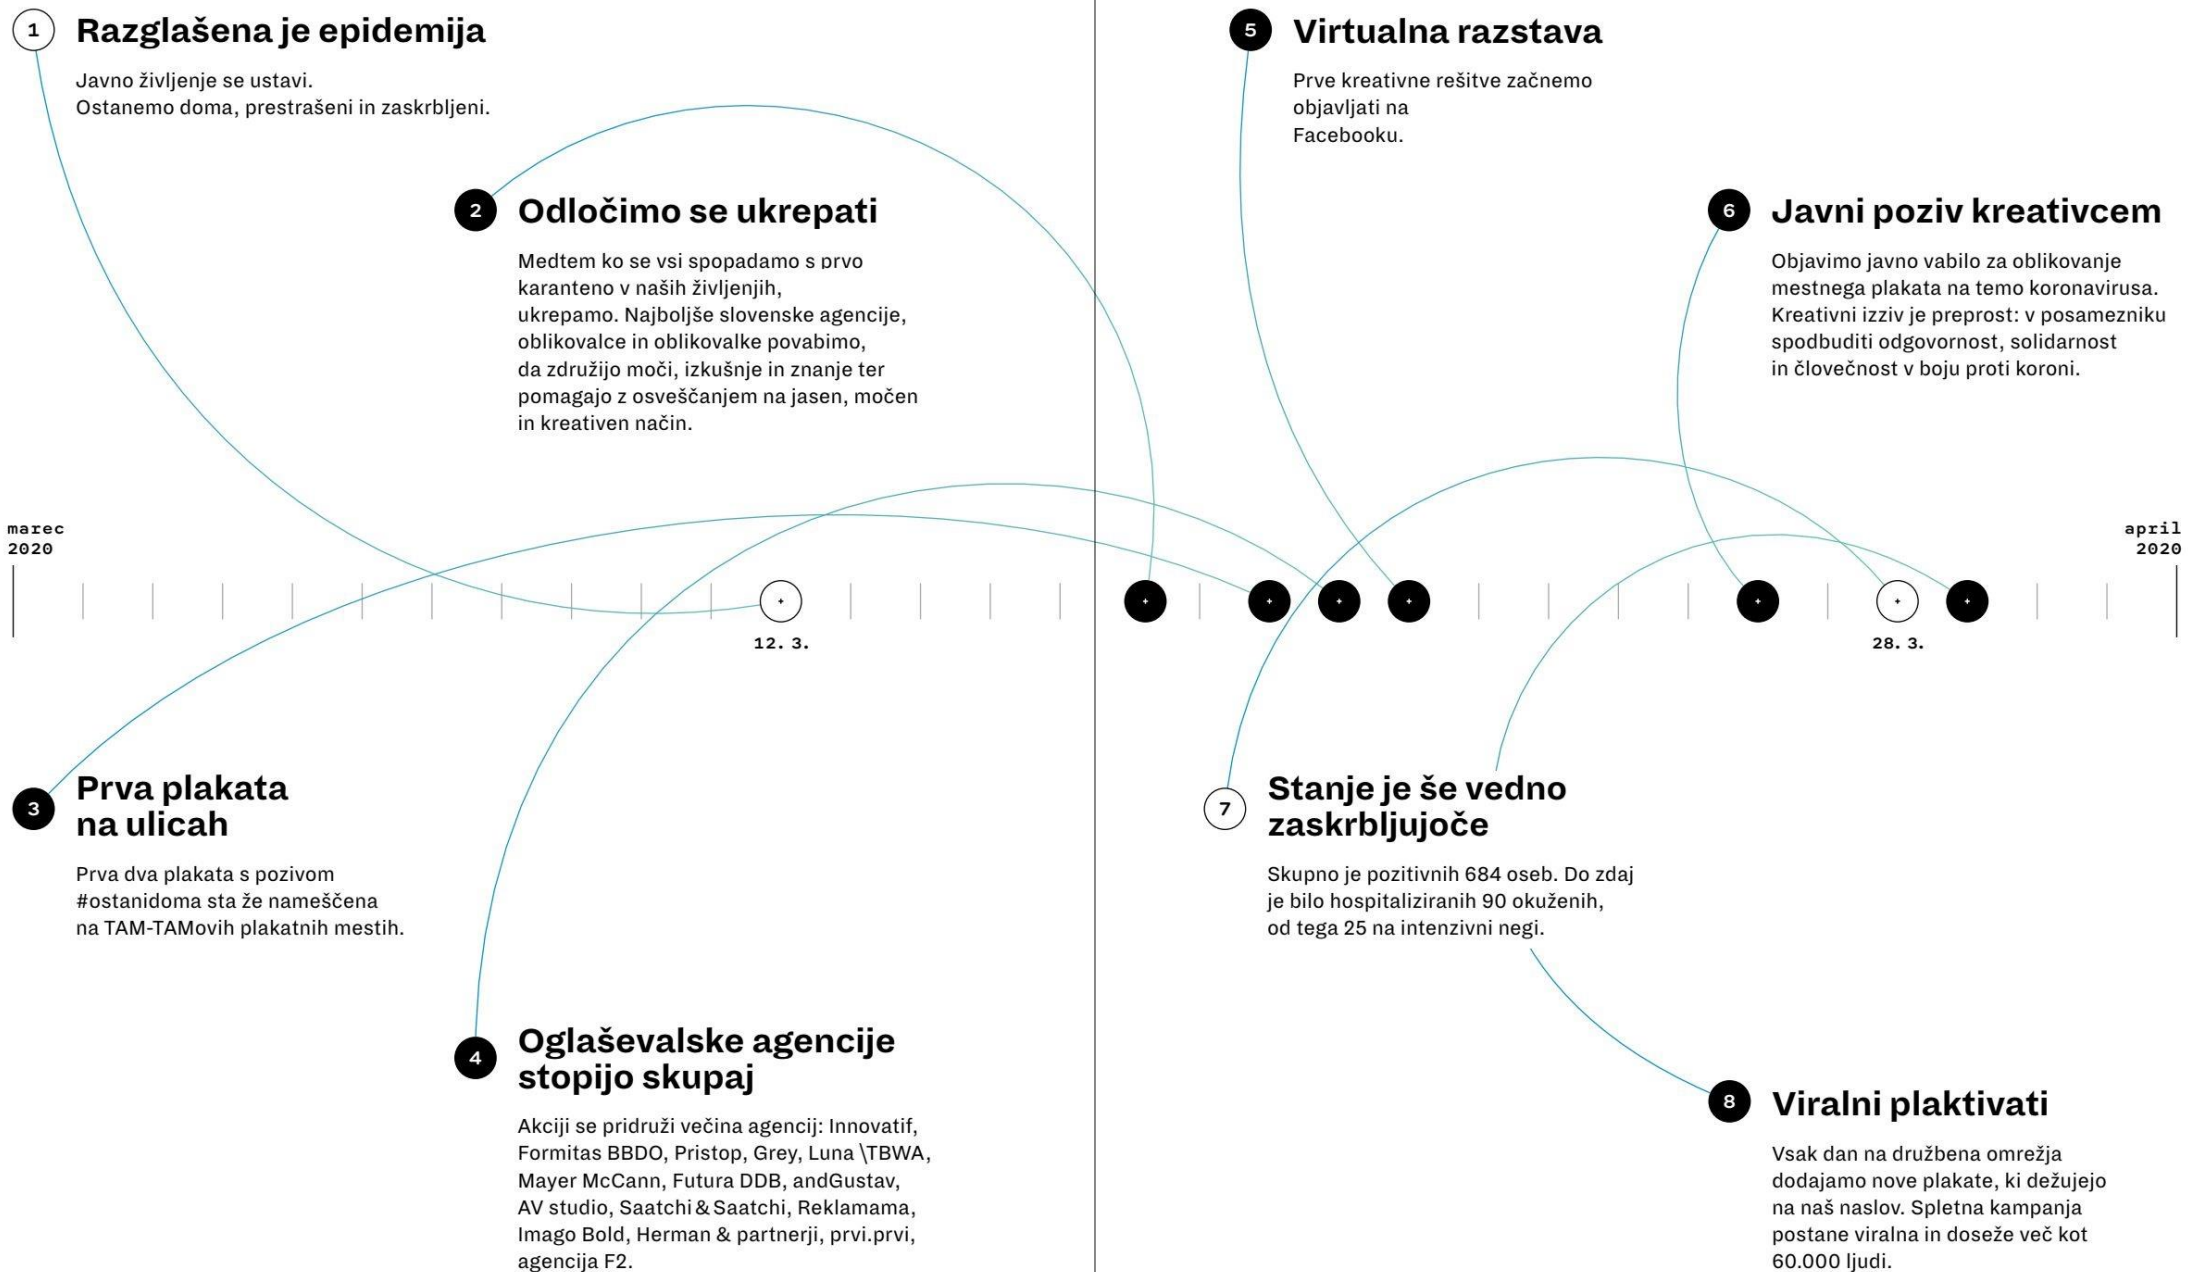 1
Razglašena je epidemija
Javno življenje se ustavi.
Ostanemo doma, prestrašeni in zaskrbljeni.
2
Odločimo se ukrepati
Medtem ko se vsi spopadamo s prvo
karanteno v naših življenjih,
ukrepamo. Najboljše slovenske agencije,
oblikovalce in oblikovalke povabimo,
da združijo moči, izkušnje in znanje ter
pomagajo z osveščanjem na jasen, močen
in kreativen način.
5
Virtualna razstava
Prve kreativne rešitve začnemo
objavljati na
Facebooku.
6
Javni poziv kreativcem
Objavimo javno vabilo za oblikovanje
mestnega plakata na temo koronavirusa.
Kreativni izziv je preprost: v posamezniku
spodbuditi odgovornost, solidarnost
in človečnost v boju proti koroni.
marec
2020
12. 3.
28. 3.
april
2020
3
Prva plakata
na ulicah
Prva dva plakata s pozivom
#ostanidoma sta že nameščena
na TAM-TAMovih plakatnih mestih.
4
Oglaševalske agencije
stopijo skupaj
Akciji se pridruži večina agencij: Innovatif,
Formitas BBDO, Pristop, Grey, Luna \TBWA,
Mayer McCann, Futura DDB, andGustav,
AV studio, Saatchi & Saatchi, Reklamama,
Imago Bold, Herman & partnerji, prvi.prvi,
agencija F2.
7
Stanje je še vedno
zaskrbljujoče
Skupno je pozitivnih 684 oseb. Do zdaj
je bilo hospitaliziranih 90 okuženih,
od tega 25 na intenzivni negi.
8
Viralni plaktivati
Vsak dan na družbena omrežja
dodajamo nove plakate, ki dežujejo
na naš naslov. Spletna kampanja
postane viralna in doseže več kot
60.000 ljudi.